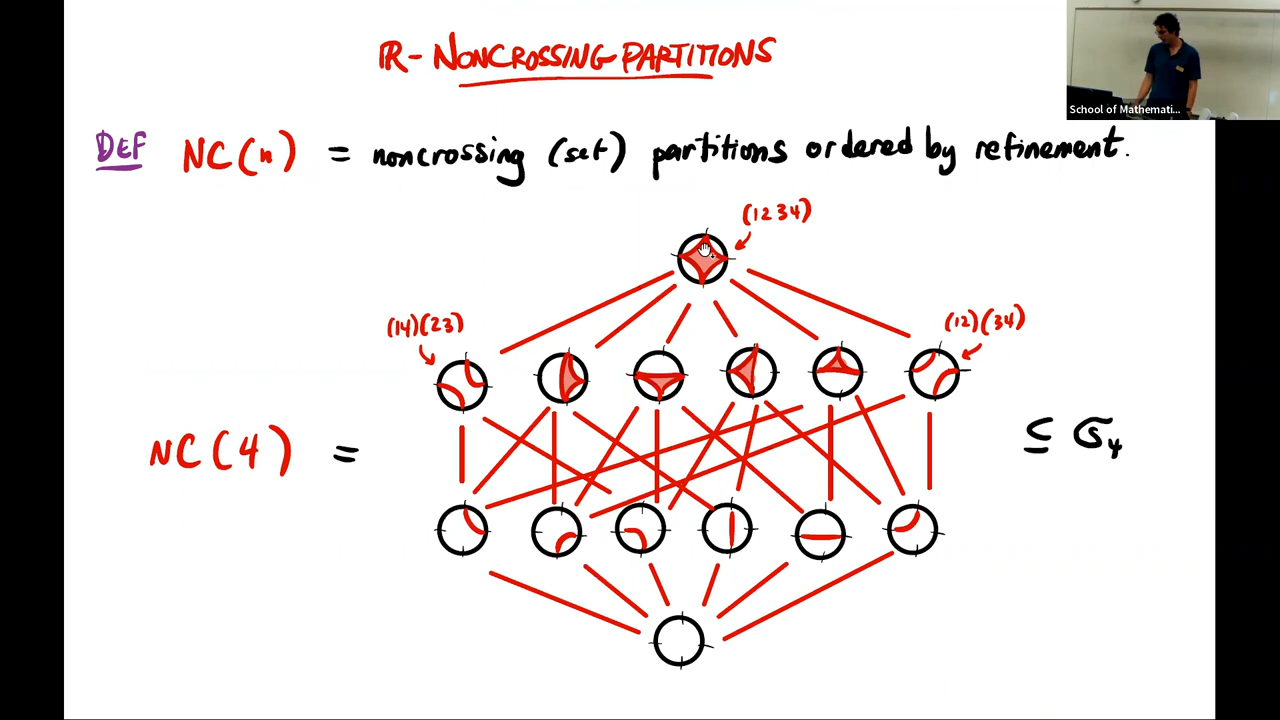 R-NONCROSSING PARTITIONS
School of Mathemati...
DEF NC(n) = noncrossing (set) partitions ordered by refinement.
(1234)
(14)(23)
(12)(34)
NC(4) =
≤ S₄